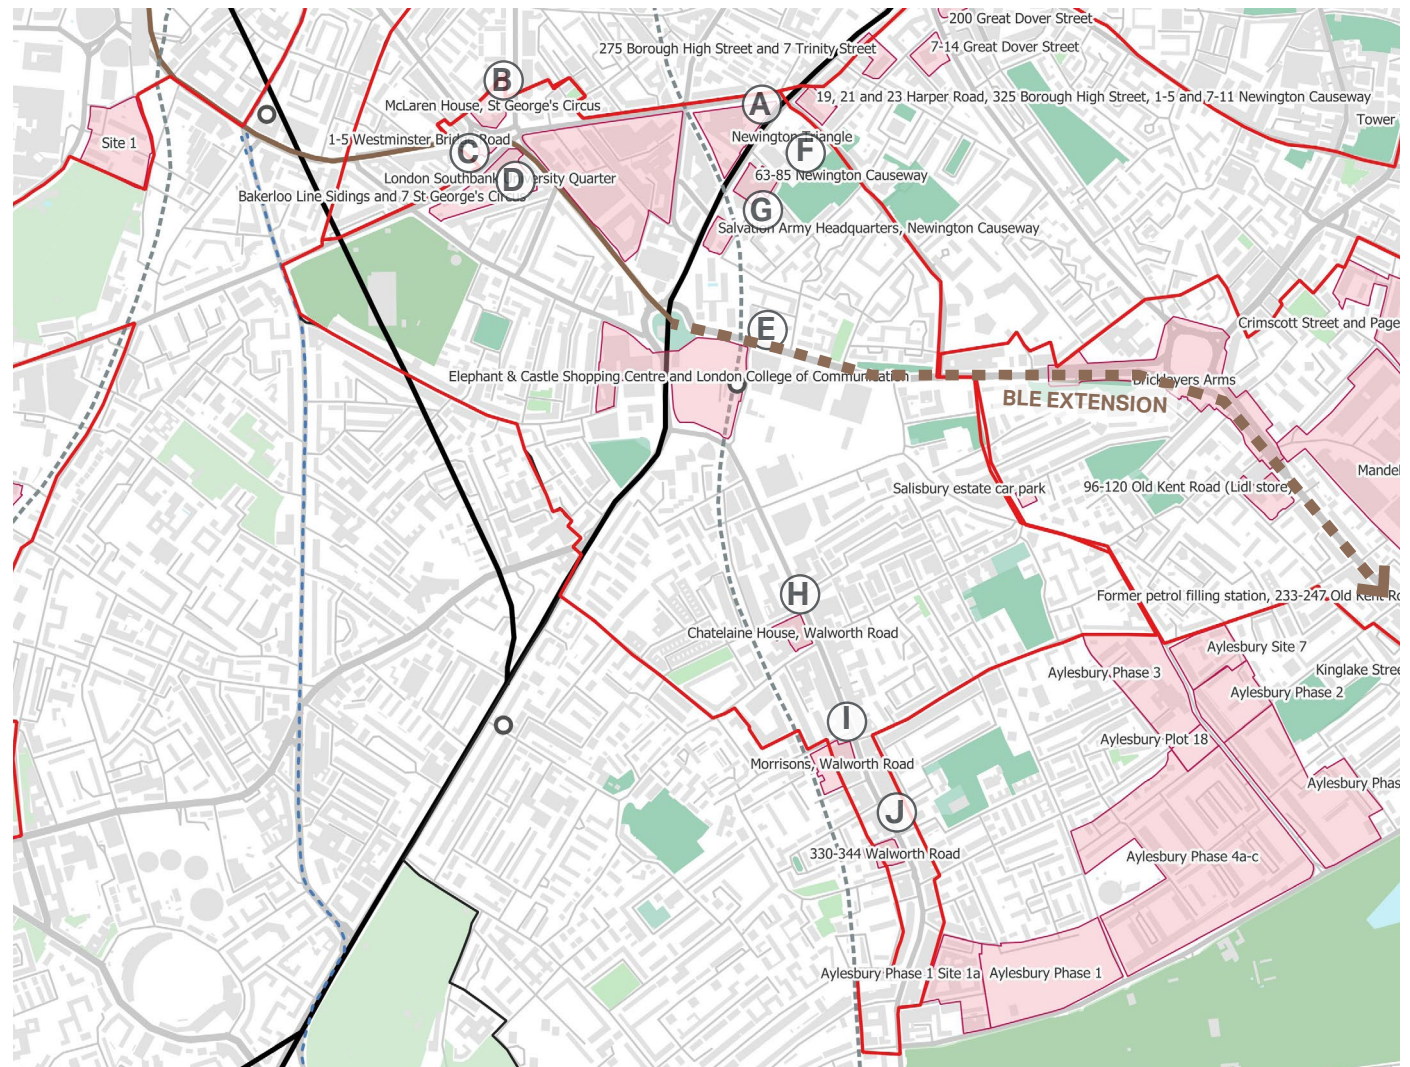 200 Great Dover Street
275 Borough High Street and 7 Trinity Street
7-14 Great Dover Street
B
McLaren House, St George's Circus
A
19, 21 and 23 Harper Road, 325 Borough High Street, 1-5 and 7-11 Newington Causeway
Tower
Site 1
1-5 Westminster Bridge Road
Newington Triangle
C
F
London Southbank University Quarter
D
63-85 Newington Causeway
Bakerloo Line Sidings and 7 St George's Circus
G
Salvation Army Headquarters, Newington Causeway
E
Crimscott Street and Page
Elephant & Castle Shopping Centre and London College of Communication
Bricklayers Arms
BLE EXTENSION
Mandel
Salisbury estate car park
96-120 Old Kent Road (Lidl store)
H
Former petrol filling station, 233-247 Old Kent Ro
Chatelaine House, Walworth Road
Aylesbury Site 7
Aylesbury Phase 3
Kinglake Stree
Aylesbury Phase 2
I
Aylesbury Plot 18
Morrisons, Walworth Road
Aylesbury Phas
J
330-344 Walworth Road
Aylesbury Phase 4a-c
Aylesbury Phase 1 Site 1a
Aylesbury Phase 1